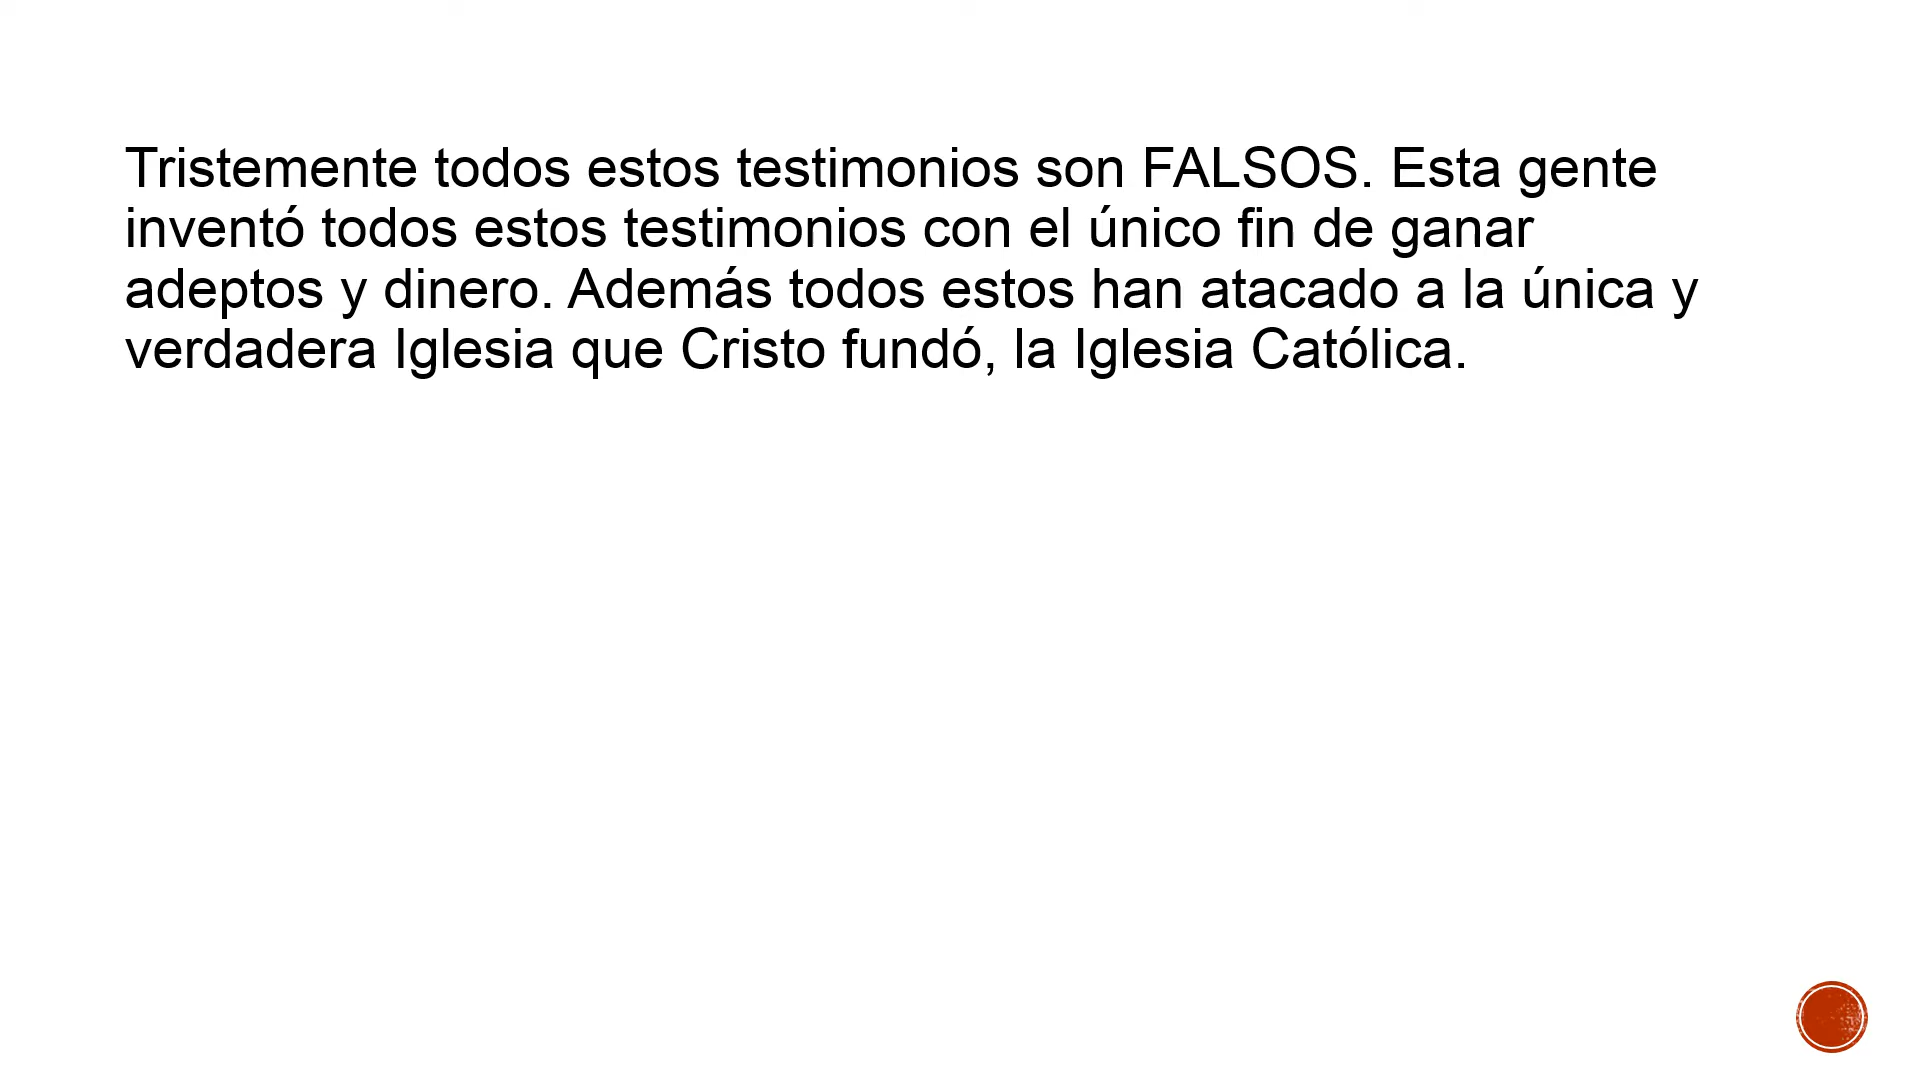 Tristemente todos estos testimonios son FALSOS. Esta gente
inventó todos estos testimonios con el único fin de ganar
adeptos y dinero. Además todos estos han atacado a la única y
verdadera Iglesia que Cristo fundó, la Iglesia Católica.